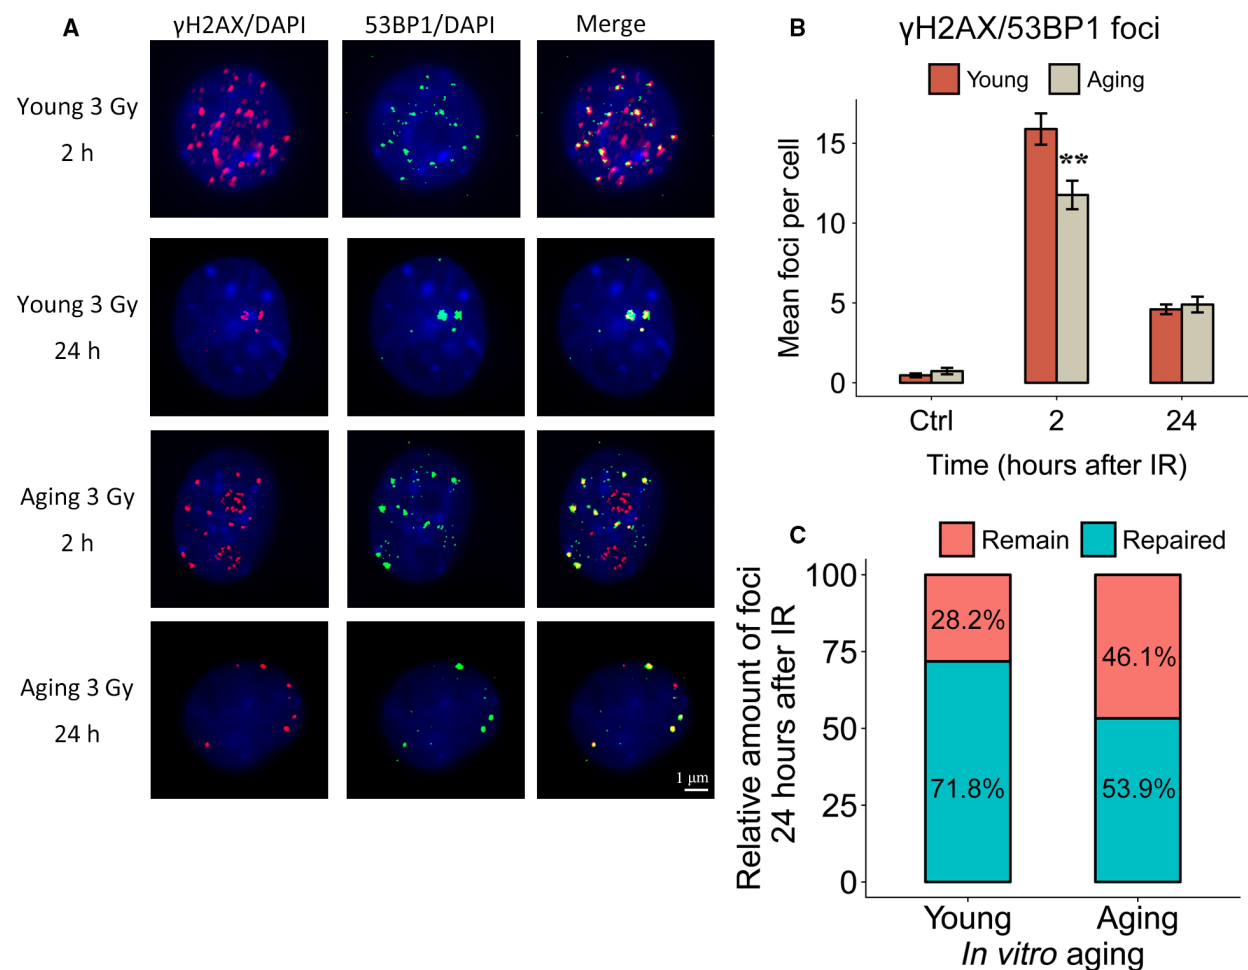 A
γH2AX/DAPI
53BP1/DAPI
Merge
Young 3 Gy
2 h
Young 3 Gy
24 h
Aging 3 Gy
2 h
Aging 3 Gy
24 h
1 μm
B
γH2AX/53BP1 foci
Young
Aging
Mean foci per cell
15
10
5
0
**
Ctrl
2
24
Time (hours after IR)
C
Remain
Repaired
Relative amount of foci
24 hours after IR
100
75
50
25
0
28.2%
46.1%
71.8%
53.9%
Young
Aging
In vitro aging